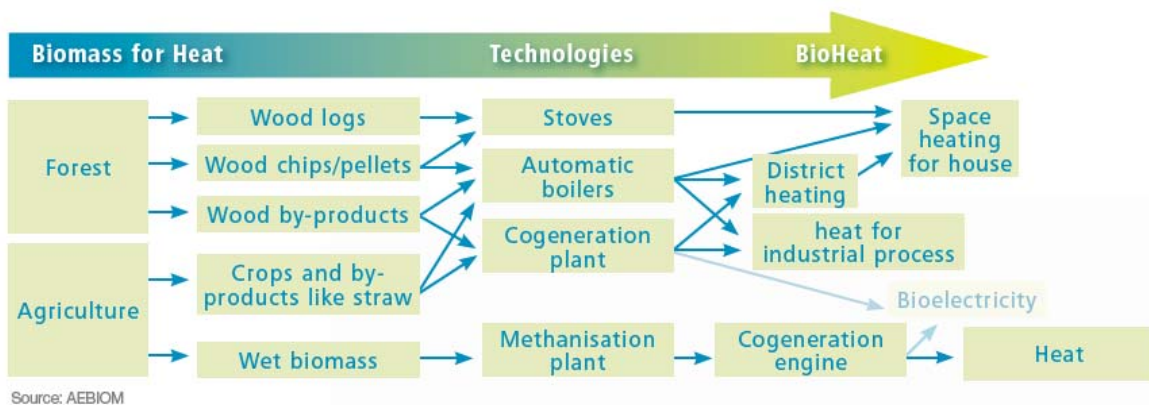 Biomass for Heat
Technologies
BioHeat
Forest
Agriculture
Wood logs
Wood chips/pellets
Wood by-products
Crops and by-
products like straw
Wet biomass
Stoves
Automatic
boilers
Cogeneration
plant
Methanisation
plant
District
heating
heat for
industrial process
Cogeneration
engine
Space
heating
for house
Bioelectricity
Heat
Source: AEBIOM